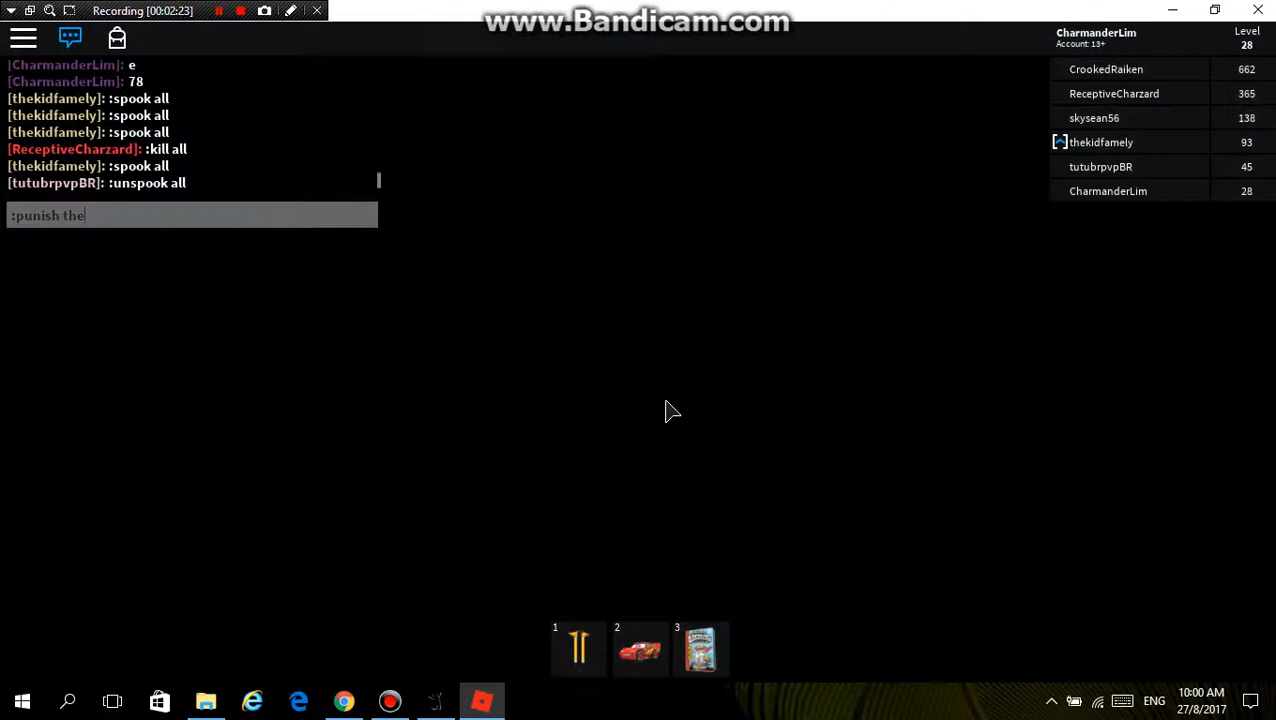 Recording [00:02:23]
www.Bandicam.com
CharmanderLim
Account: 13+
Level
28
[CharmanderLim]: e
[CharmanderLim]: 78
[thekidfamely]: :spook all
[thekidfamely]: :spook all
[thekidfamely]: :spook all
[ReceptiveCharzard]: :kill all
[thekidfamely]: :spook all
[tutubrpvpBR]: :unspook all
:punish the
CrookedRaiken 662
ReceptiveCharzard 365
skysean56 138
thekidfamely 93
tutubrpvpBR 45
CharmanderLim 28
1 2 3
ENG
10:00 AM
27/8/2017